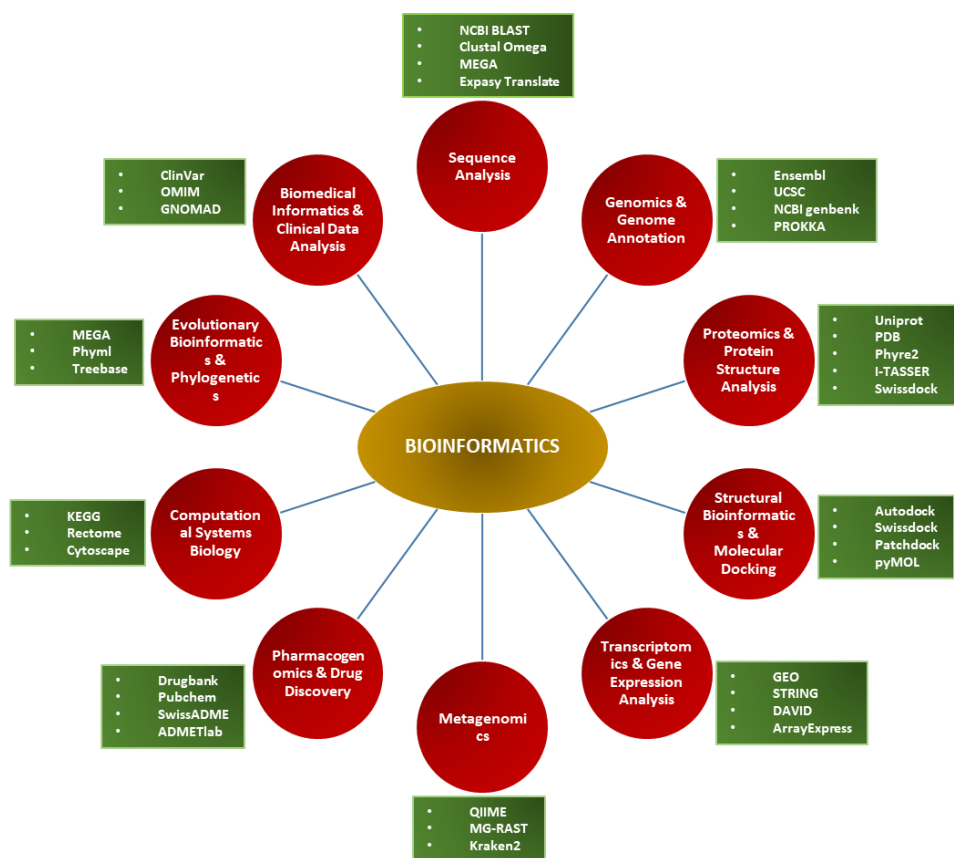 NCBI BLAST
Clustal Omega
MEGA
Expasy Translate
Sequence
Analysis
Ensembl
UCSC
NCBI genbenk
PROKKA
Genomics &
Genome
Annotation
Uniprot
PDB
Phyre2
I-TASSER
Swissdock
Proteomics &
Protein
Structure
Analysis
Autodock
Swissdock
Patchdock
pyMOL
Structural
Bioinformatic
s &
Molecular
Docking
GEO
STRING
DAVID
ArrayExpress
Transcriptom
ics & Gene
Expression
Analysis
Metagenom
ics
QIIME
MG-RAST
Kraken2
Pharmacogen
omics & Drug
Discovery
Drugbank
Pubchem
SwissADME
ADMETlab
Computation
al Systems
Biology
KEGG
Rectome
Cytoscape
Evolutionary
Bioinformatic
s &
Phylogenetic
s
MEGA
Phyml
Treebase
Biomedical
Informatics &
Clinical Data
Analysis
ClinVar
OMIM
GNOMAD
BIOINFORMATICS